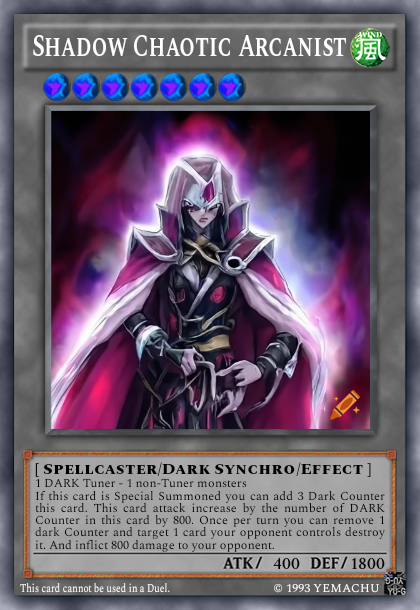 SHADOW CHAOTIC ARCANIST
WIND
風
[ SPELLCASTER/DARK SYNCHRO/EFFECT ]
1 DARK Tuner - 1 non-Tuner monsters
If this card is Special Summoned you can add 3 Dark Counter
this card. This card attack increase by the number of DARK
Counter in this card by 800. Once per turn you can remove 1
dark Counter and target 1 card your opponent controls destroy
it. And inflict 800 damage to your opponent.
ATK/ 400 DEF/ 1800
This card cannot be used in a Duel. © 1993 YEMACHU